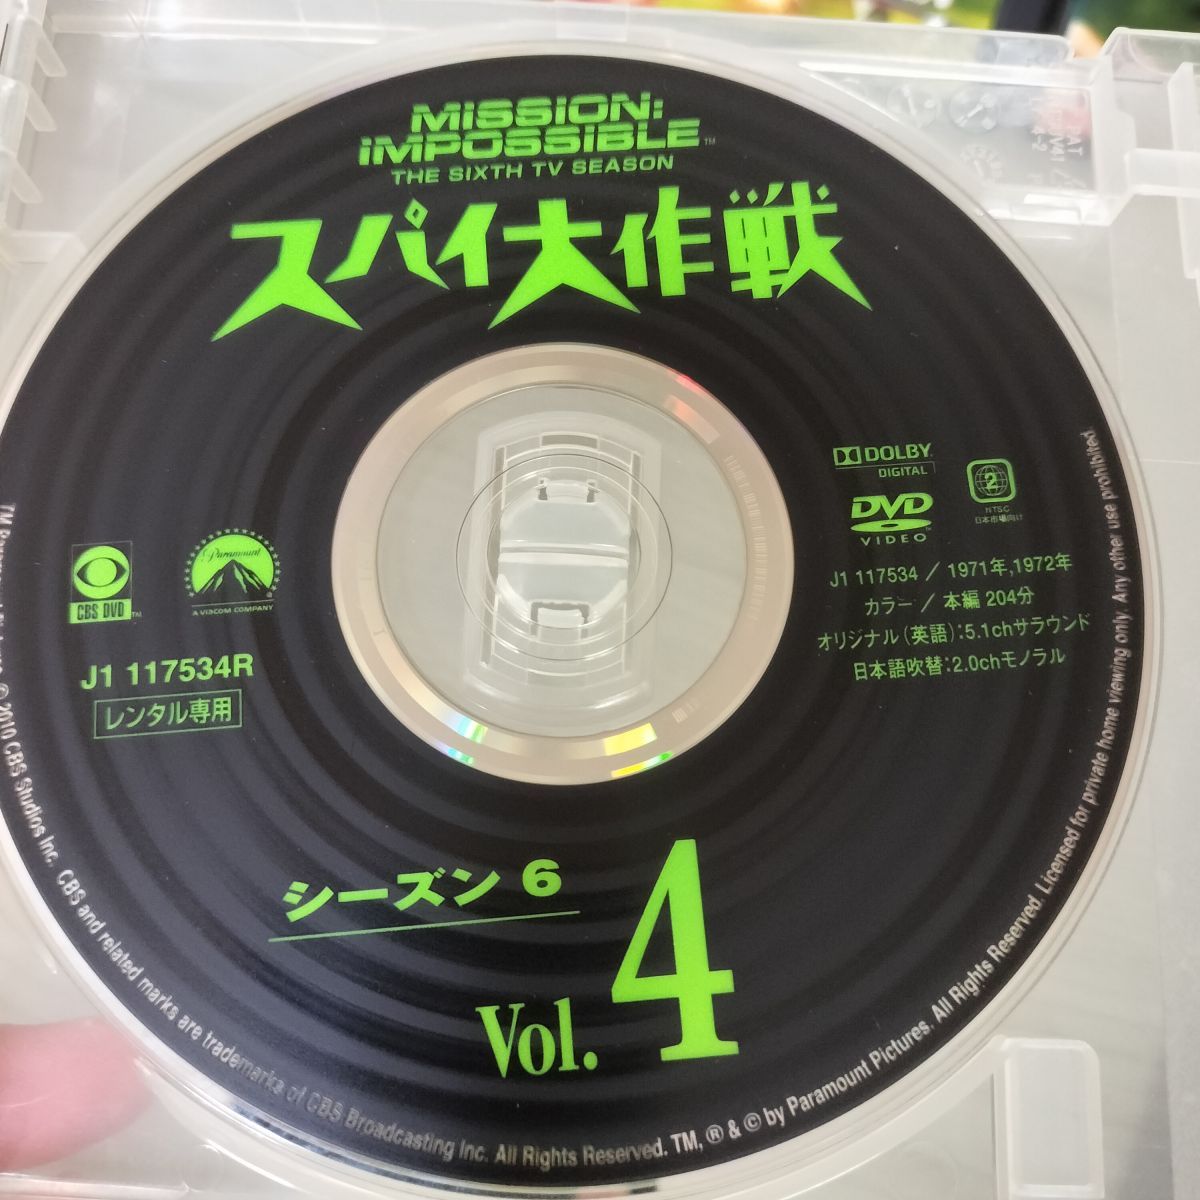 MISSION:
IMPOSSIBLE™
THE SIXTH TV SEASON
スパイ大作戦
DOLBY
DIGITAL
2
NTSC
日本市場向け
DVD
VIDEO™
J1 117534 / 1971年,1972年
カラー / 本編 204分
オリジナル(英語):5.1chサラウンド
日本語吹替:2.0chモノラル
CBS DVD™
Paramount
A VIACOM COMPANY
J1 117534R
レンタル専用
シーズン 6
Vol. 4
© 2010 CBS Studios Inc. CBS and related marks are trademarks of CBS Broadcasting Inc. All Rights Reserved. TM, ® & © by Paramount Pictures. All Rights Reserved. Licensed for private home viewing only. Any other use prohibited.